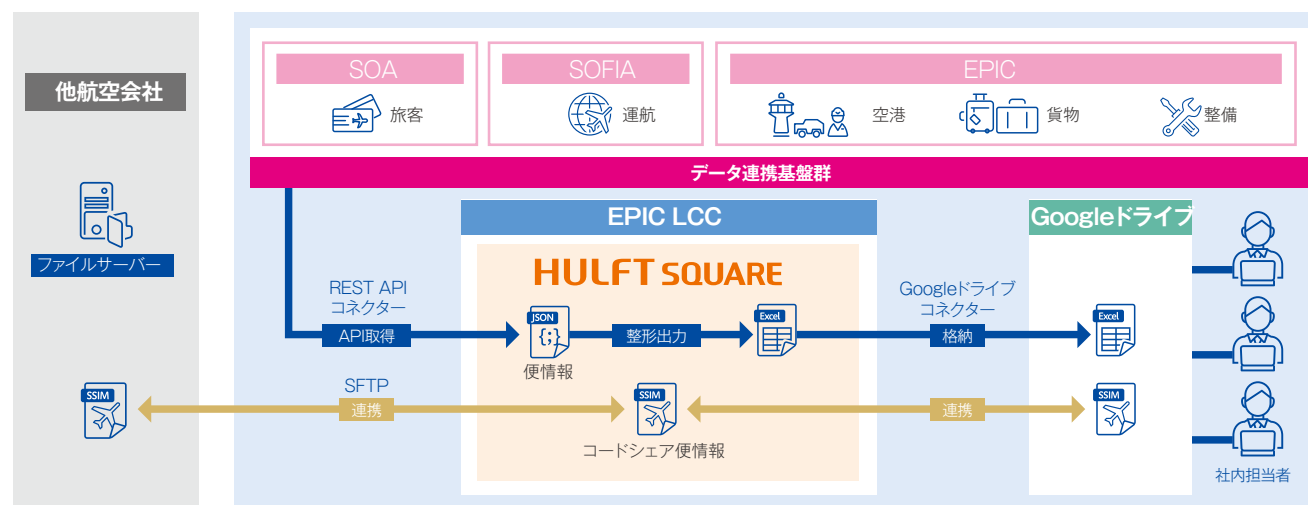 他航空会社
ファイルサーバー
SSIM
SOA
旅客
SOFIA
運航
EPIC
空港
貨物
整備
データ連携基盤群
EPIC LCC
HULFT SQUARE
Googleドライブ
REST API
コネクター
API取得
JSON
{;}
便情報
整形出力
Excel
Googleドライブ
コネクター
格納
Excel
SFTP
連携
SSIM
コードシェア便情報
連携
SSIM
社内担当者